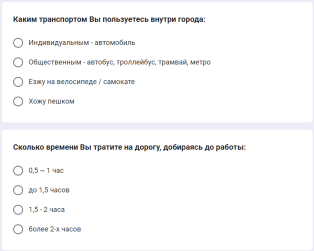 Каким транспортом Вы пользуетесь внутри города:
Индивидуальным - автомобиль
Общественным - автобус, троллейбус, трамвай, метро
Езжу на велосипеде / самокате
Хожу пешком
Сколько времени Вы тратите на дорогу, добираясь до работы:
0,5 – 1 час
до 1,5 часов
1,5 - 2 часа
более 2-х часов